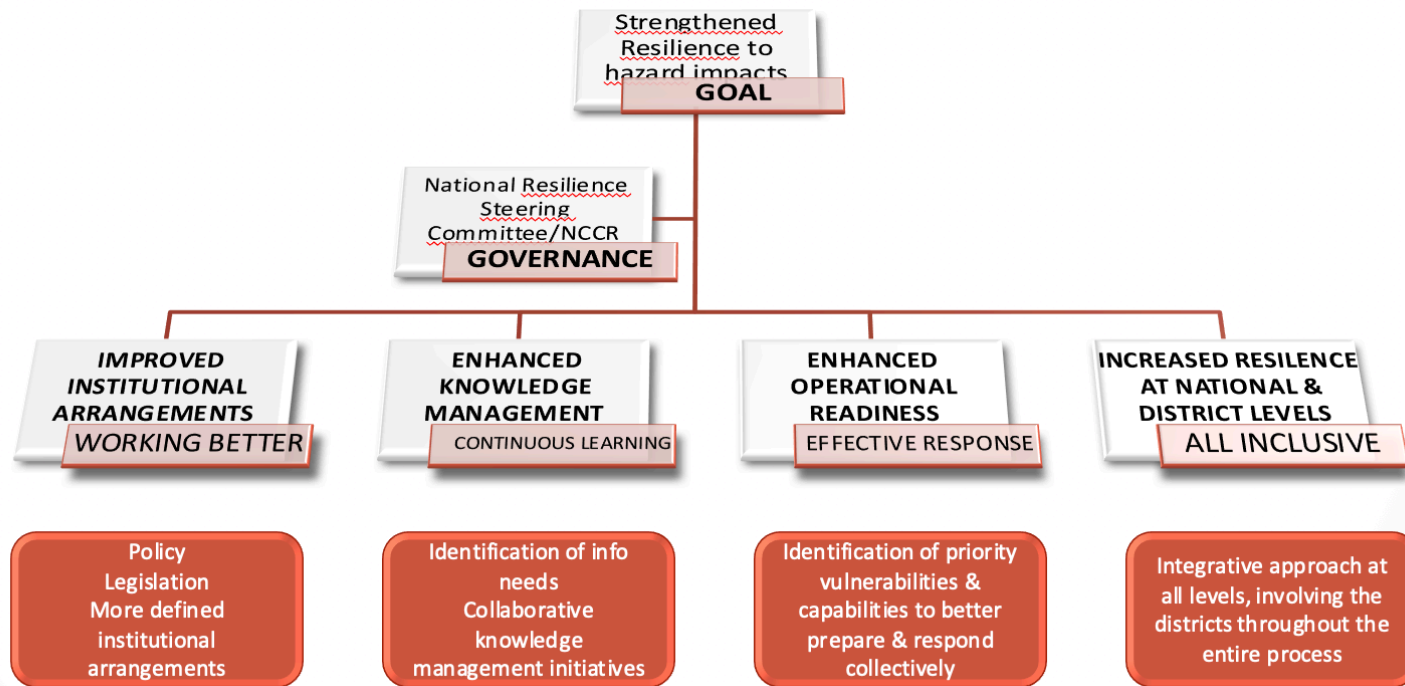 Strengthened
Resilience to
hazard impacts
GOAL
National Resilience
Steering
Committee/NCCR
GOVERNANCE
IMPROVED
INSTITUTIONAL
ARRANGEMENTS
WORKING BETTER
ENHANCED
KNOWLEDGE
MANAGEMENT
CONTINUOUS LEARNING
ENHANCED
OPERATIONAL
READINESS
EFFECTIVE RESPONSE
INCREASED RESILENCE
AT NATIONAL &
DISTRICT LEVELS
ALL INCLUSIVE
Policy
Legislation
More defined
institutional
arrangements
Identification of info
needs
Collaborative
knowledge
management initiatives
Identification of priority
vulnerabilities &
capabilities to better
prepare & respond
collectively
Integrative approach at
all levels, involving the
districts throughout the
entire process